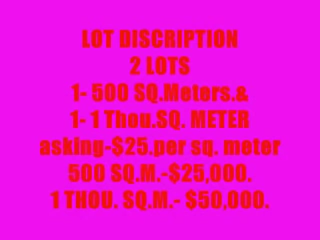 LOT DISCRIPTION
2 LOTS
1- 500 SQ.Meters.&
1- 1 Thou.SQ. METER
asking-$25.per sq. meter
500 SQ.M.-$25,000.
1 THOU. SQ.M.- $50,000.